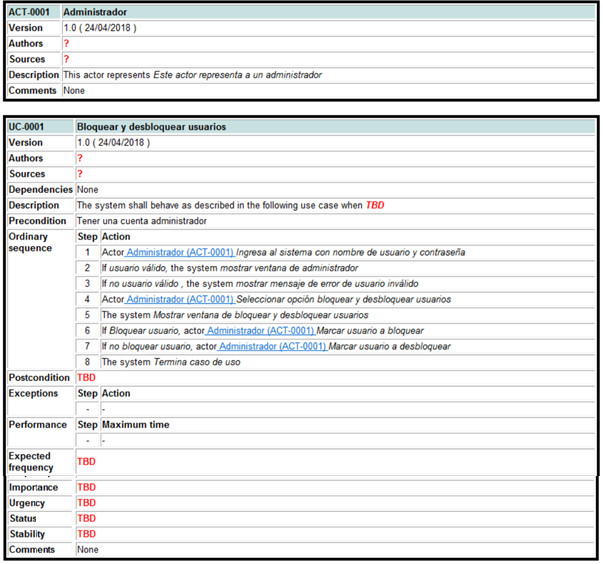 ACT-0001 Administrador
Version 1.0 ( 24/04/2018 )
Authors ?
Sources ?
Description This actor represents Este actor representa a un administrador
Comments None
UC-0001 Bloquear y desbloquear usuarios
Version 1.0 ( 24/04/2018 )
Authors ?
Sources ?
Dependencies None
Description The system shall behave as described in the following use case when TBD
Precondition Tener una cuenta administrador
Ordinary sequence Step Action
1 Actor Administrador (ACT-0001) Ingresa al sistema con nombre de usuario y contraseña
2 If usuario válido, the system mostrar ventana de administrador
3 If no usuario válido , the system mostrar mensaje de error de usuario inválido
4 Actor Administrador (ACT-0001) Seleccionar opción bloquear y desbloquear usuarios
5 The system Mostrar ventana de bloquear y desbloquear usuarios
6 If Bloquear usuario, actor Administrador (ACT-0001) Marcar usuario a bloquear
7 If no bloquear usuario, actor Administrador (ACT-0001) Marcar usuario a desbloquear
8 The system Termina caso de uso
Postcondition TBD
Exceptions Step Action
- -
Performance Step Maximum time
- -
Expected frequency TBD
Importance TBD
Urgency TBD
Status TBD
Stability TBD
Comments None